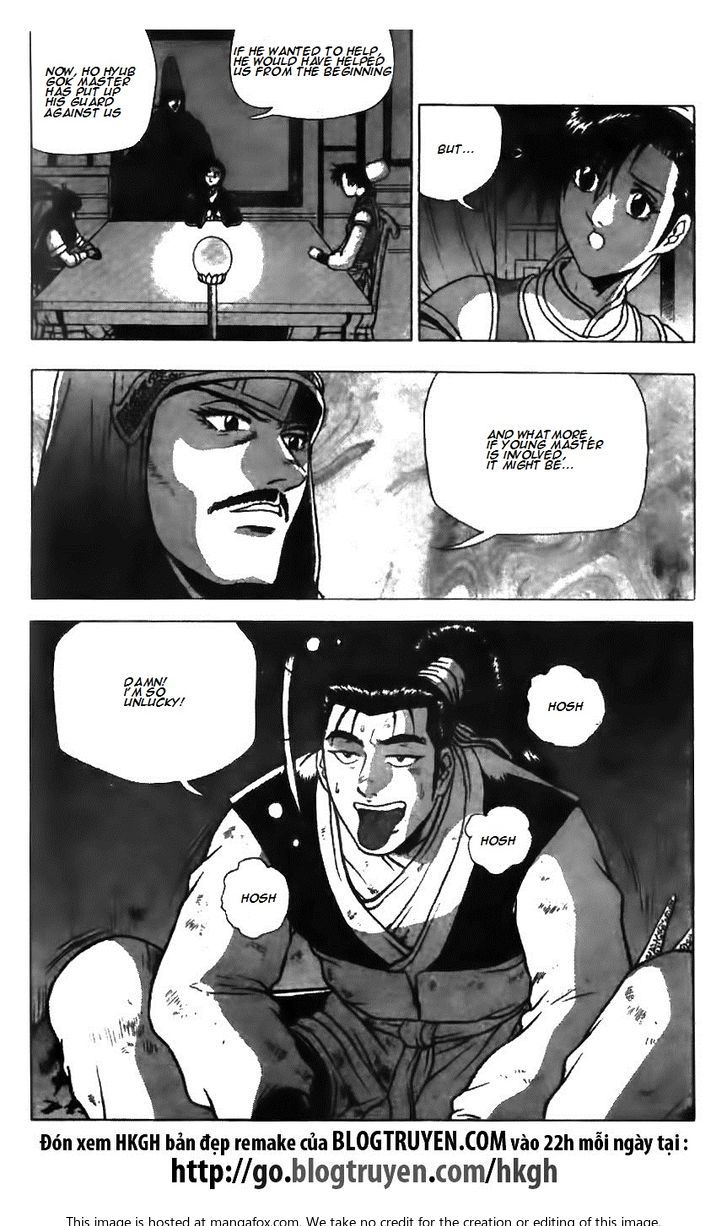 NOW, HO HYUB
GOK MASTER
HAS PUT UP
HIS GUARD
AGAINST US
IF HE WANTED TO HELP,
HE WOULD HAVE HELPED
US FROM THE BEGINNING
BUT...
AND WHAT MORE,
IF YOUNG MASTER
IS INVOLVED,
IT MIGHT BE...
DAMN!
I'M SO
UNLUCKY!
HOSH
HOSH
HOSH
Đón xem HKGH bản đẹp remake của BLOGTRUYEN.COM vào 22h mỗi ngày tại :
http://go.blogtruyen.com/hkgh
This image is hosted at mangafox.com. We take no credit for the creation or editing of this image.